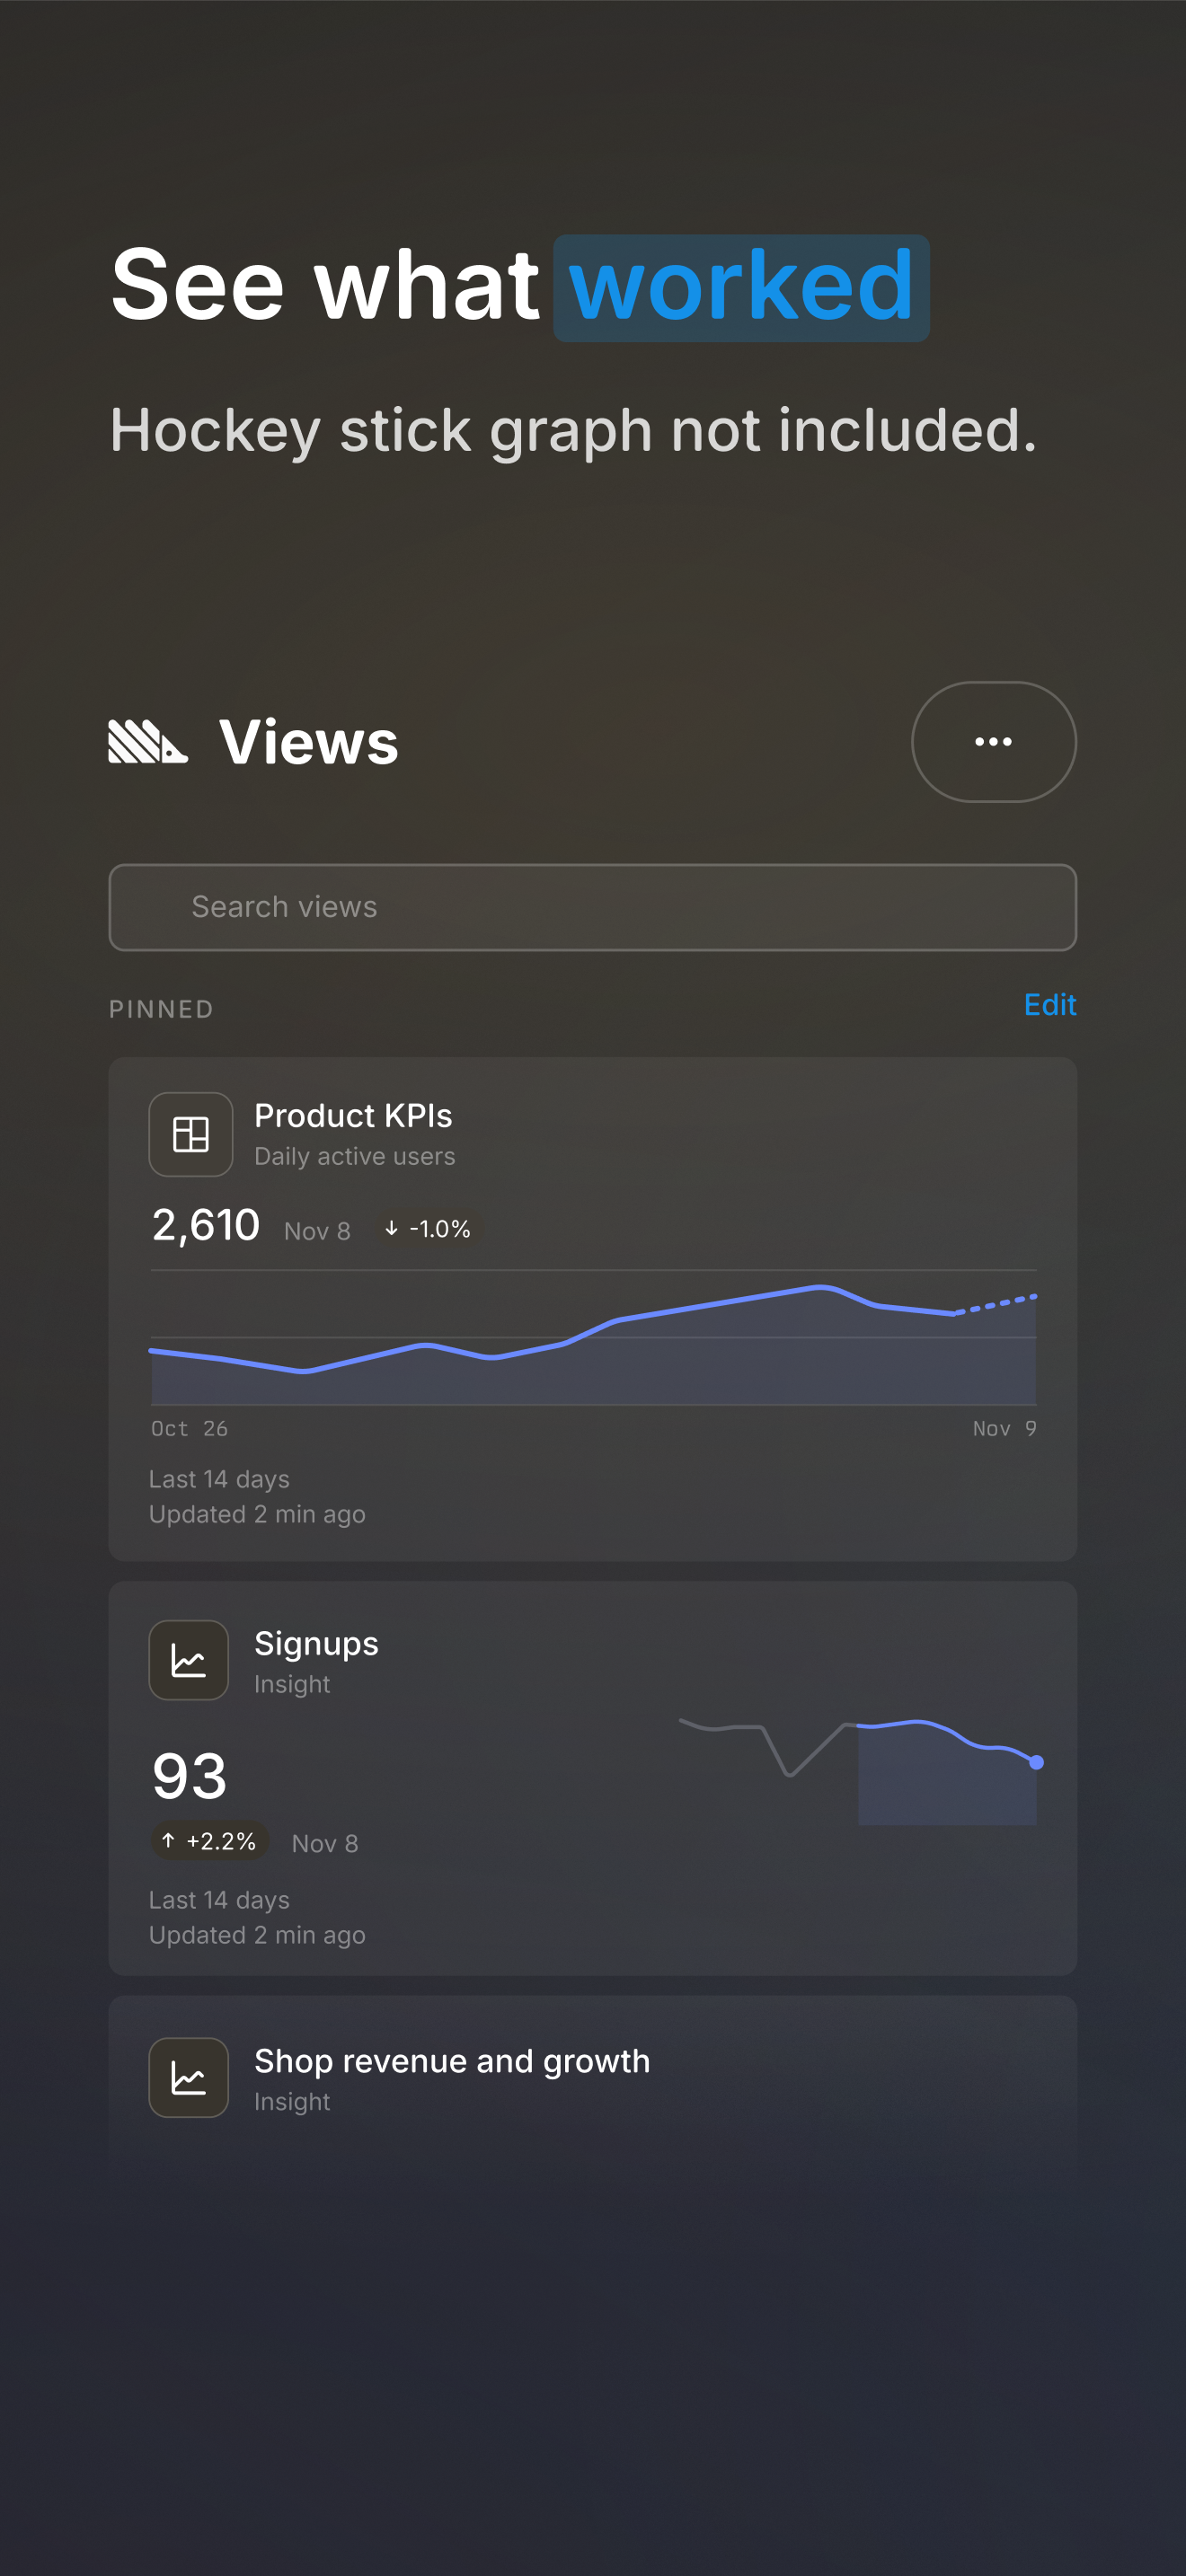 See what worked
Hockey stick graph not included.
Views
Search views
PINNED
Edit
Product KPIs
Daily active users
2,610 Nov 8 ↓ -1.0%
Oct 26 Nov 9
Last 14 days
Updated 2 min ago
Signups
Insight
93
↑ +2.2% Nov 8
Last 14 days
Updated 2 min ago
Shop revenue and growth
Insight